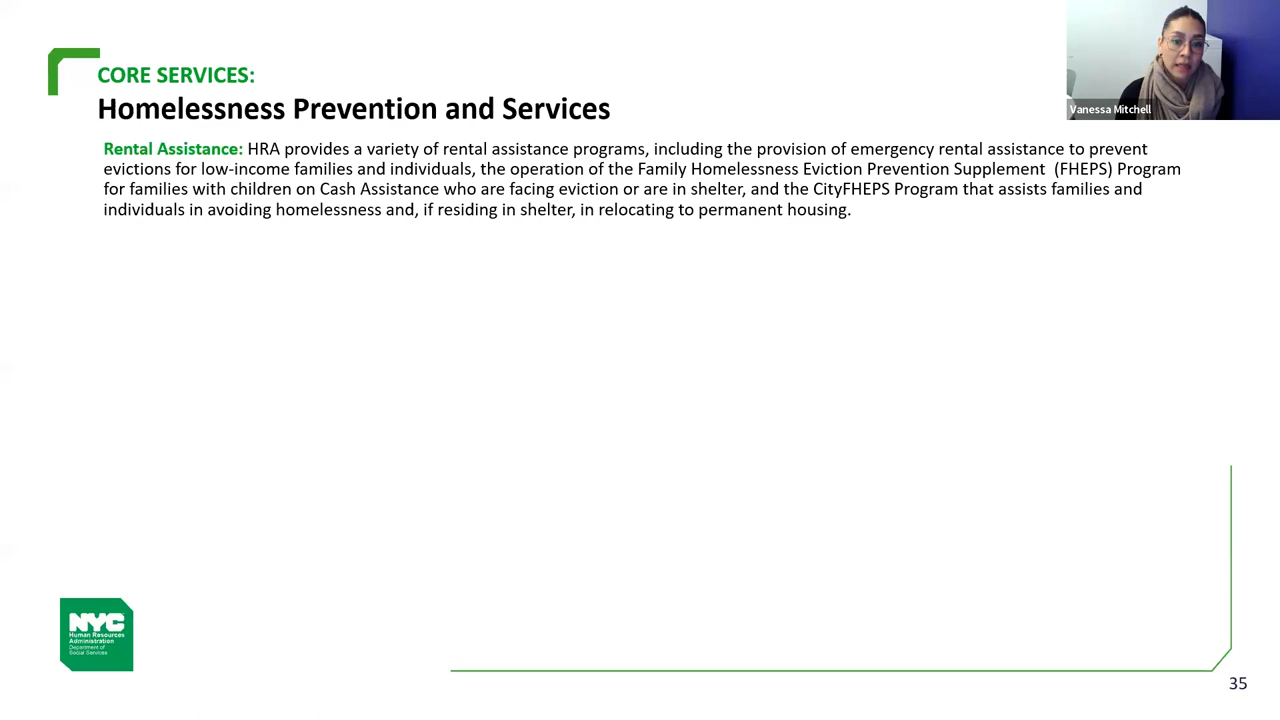 CORE SERVICES:
Homelessness Prevention and Services
Vanessa Mitchell
Rental Assistance: HRA provides a variety of rental assistance programs, including the provision of emergency rental assistance to prevent
evictions for low-income families and individuals, the operation of the Family Homelessness Eviction Prevention Supplement (FHEPS) Program
for families with children on Cash Assistance who are facing eviction or are in shelter, and the CityFHEPS Program that assists families and
individuals in avoiding homelessness and, if residing in shelter, in relocating to permanent housing.
NYC
Human Resources
Administration
Department of
Social Services
35